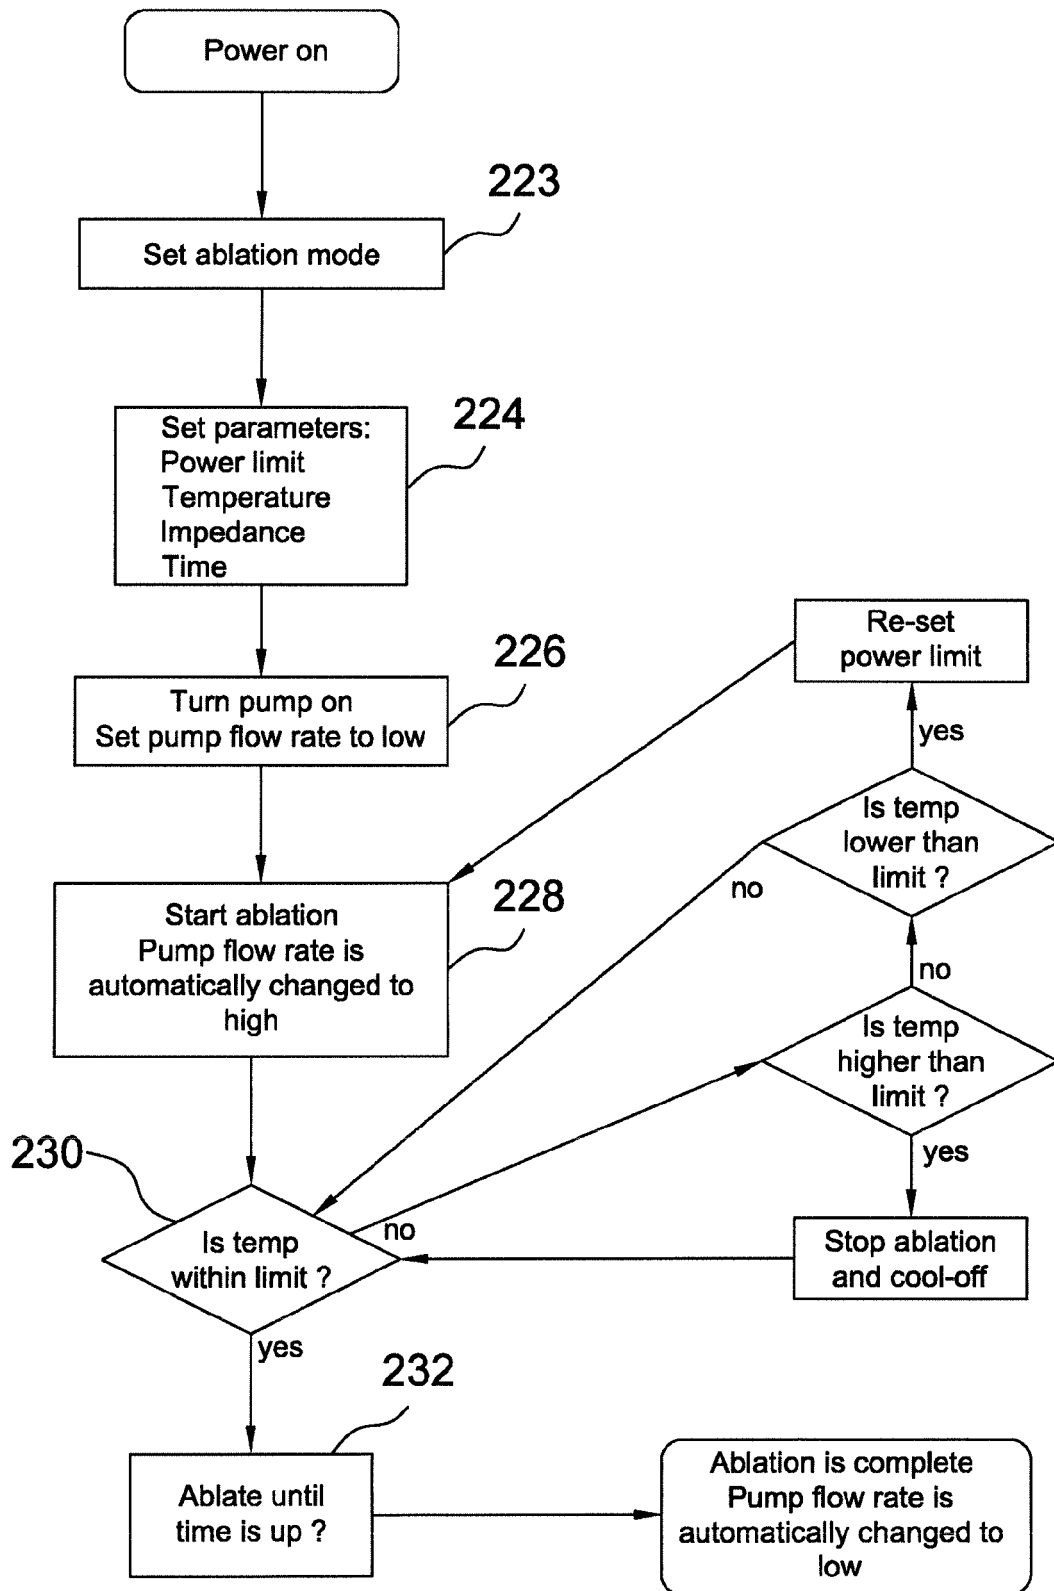 Power on
223
Set ablation mode
224
Set parameters:
Power limit
Temperature
Impedance
Time
226
Turn pump on
Set pump flow rate to low
Re-set
power limit
yes
Is temp
lower than
limit ?
no
228
Start ablation
Pump flow rate is
automatically changed to
high
no
Is temp
higher than
limit ?
yes
230
Is temp
within limit ?
no
Stop ablation
and cool-off
yes
232
Ablate until
time is up ?
Ablation is complete
Pump flow rate is
automatically changed to
low